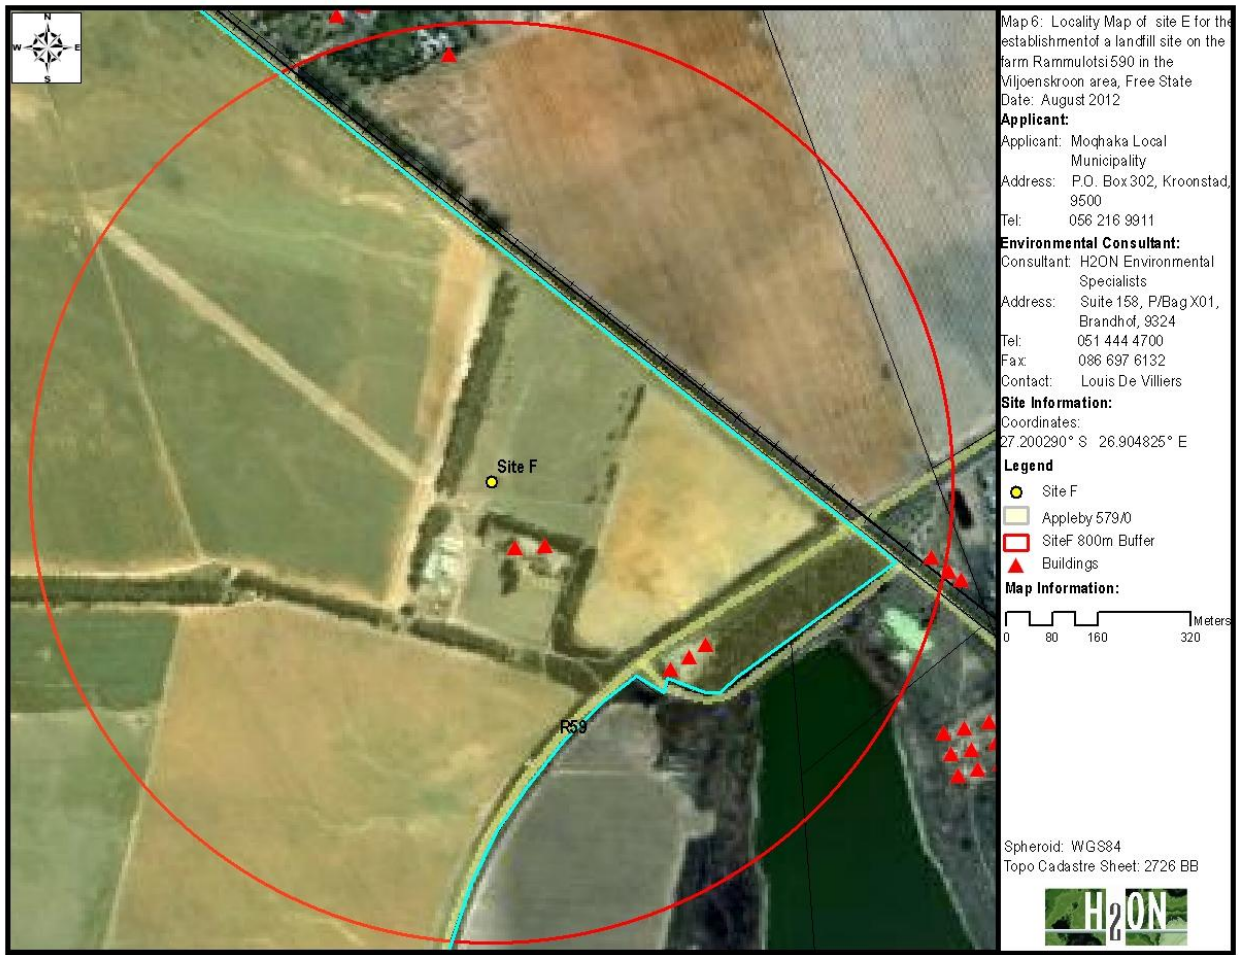 N
W E
S
Site F
R59
Map 6: Locality Map of site E for the
establishmentof a landfill site on the
farm Rammulotsi 590 in the
Viljoenskroon area, Free State
Date: August 2012
Applicant:
Applicant: Moqhaka Local
Municipality
Address: P.O. Box 302, Kroonstad,
9500
Tel: 056 216 9911
Environmental Consultant:
Consultant: H2ON Environmental
Specialists
Address: Suite 158, P/Bag X01,
Brandhof, 9324
Tel: 051 444 4700
Fax: 086 697 6132
Contact: Louis De Villiers
Site Information:
Coordinates:
27.200290° S 26.904825° E
Legend
Site F
Appleby 579/0
SiteF 800m Buffer
Buildings
Map Information:
Meters
0 80 160 320
Spheroid: WGS84
Topo Cadastre Sheet: 2726 BB
H2ON